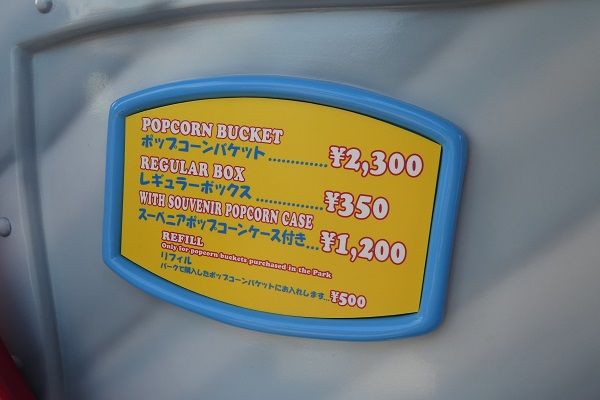 POPCORN BUCKET
ポップコーンバケット.............¥2,300
REGULAR BOX
レギュラーボックス..............¥350
WITH SOUVENIR POPCORN CASE
スーベニアポップコーンケース付き...¥1,200
REFILL
Only for popcorn buckets purchased in the Park
リフィル
パークで購入したポップコーンバケットにお入れします...¥500